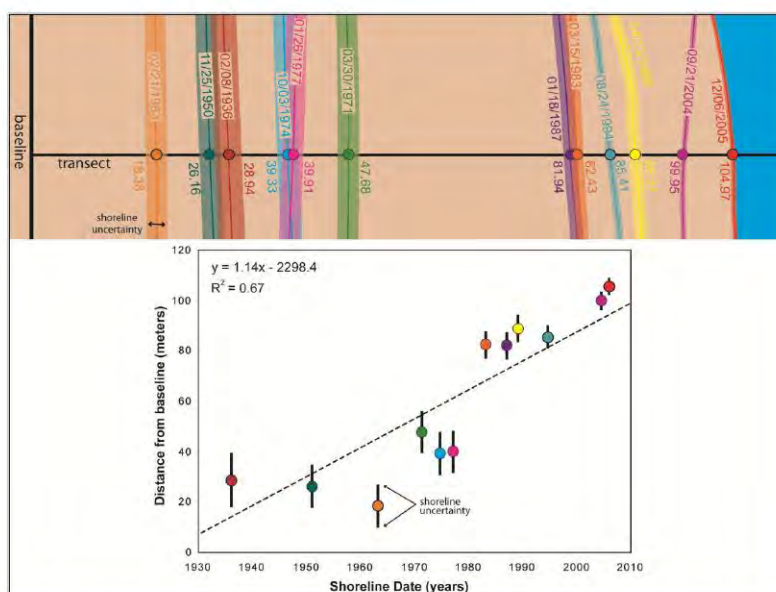 baseline
transect
shoreline
uncertainty
11/25/1950
26.16
02/08/1936
28.94
10/03/1974
39.33
01/26/1977
39.91
03/30/1971
47.68
01/18/1987
81.94
03/15/1983
82.43
08/24/1994
85.41
09/21/2004
99.95
12/06/2005
104.97
y = 1.14x - 2298.4
R² = 0.67
Distance from baseline (meters)
120
100
80
60
40
20
0
shoreline
uncertainty
1930 1940 1950 1960 1970 1980 1990 2000 2010
Shoreline Date (years)